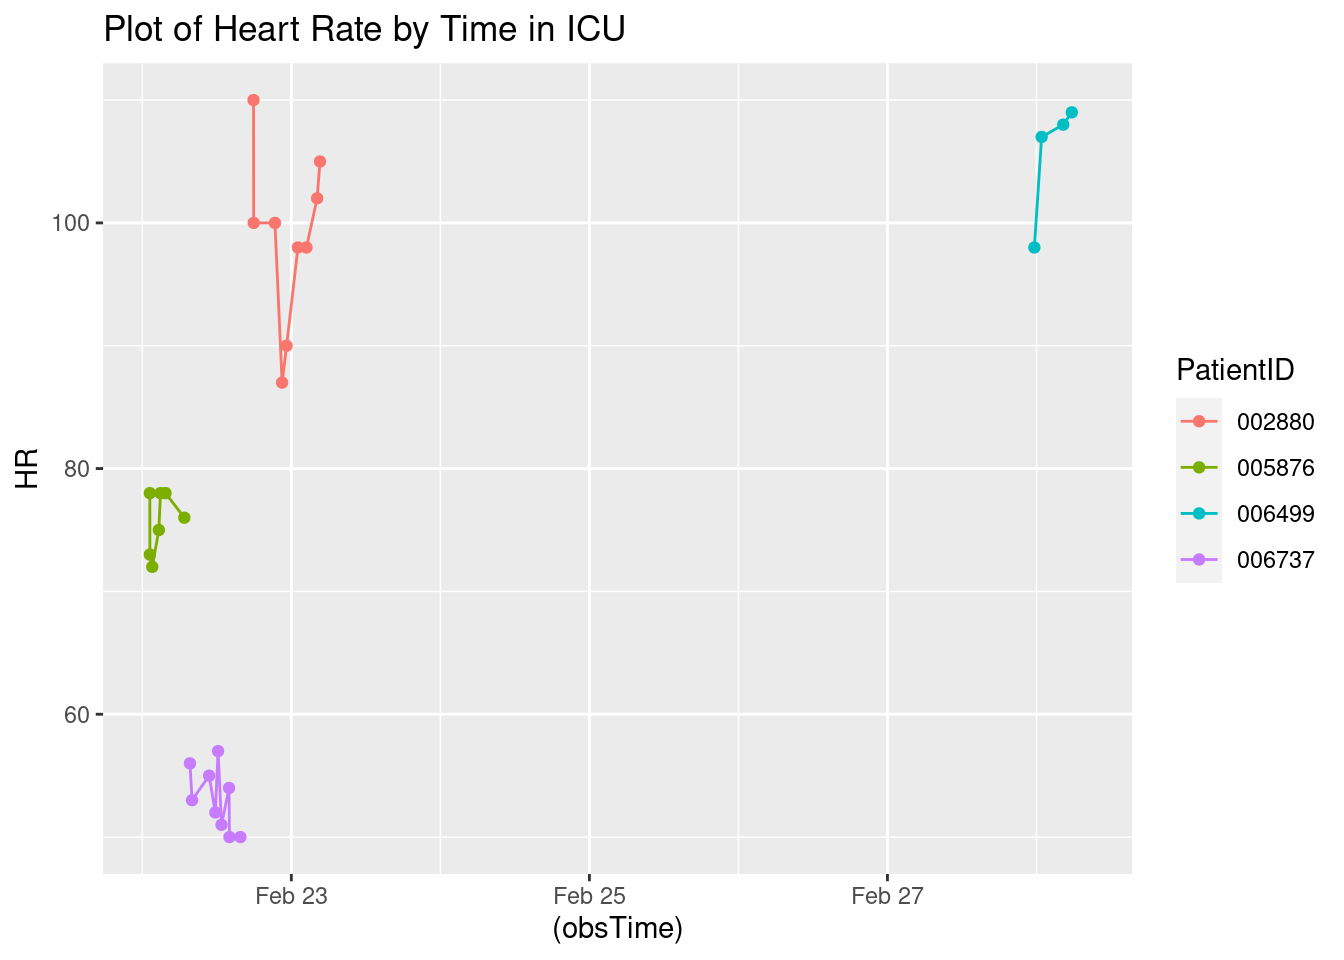 Plot of Heart Rate by Time in ICU
HR
100
80
60
Feb 23
Feb 25
Feb 27
(obsTime)
PatientID
002880
005876
006499
006737